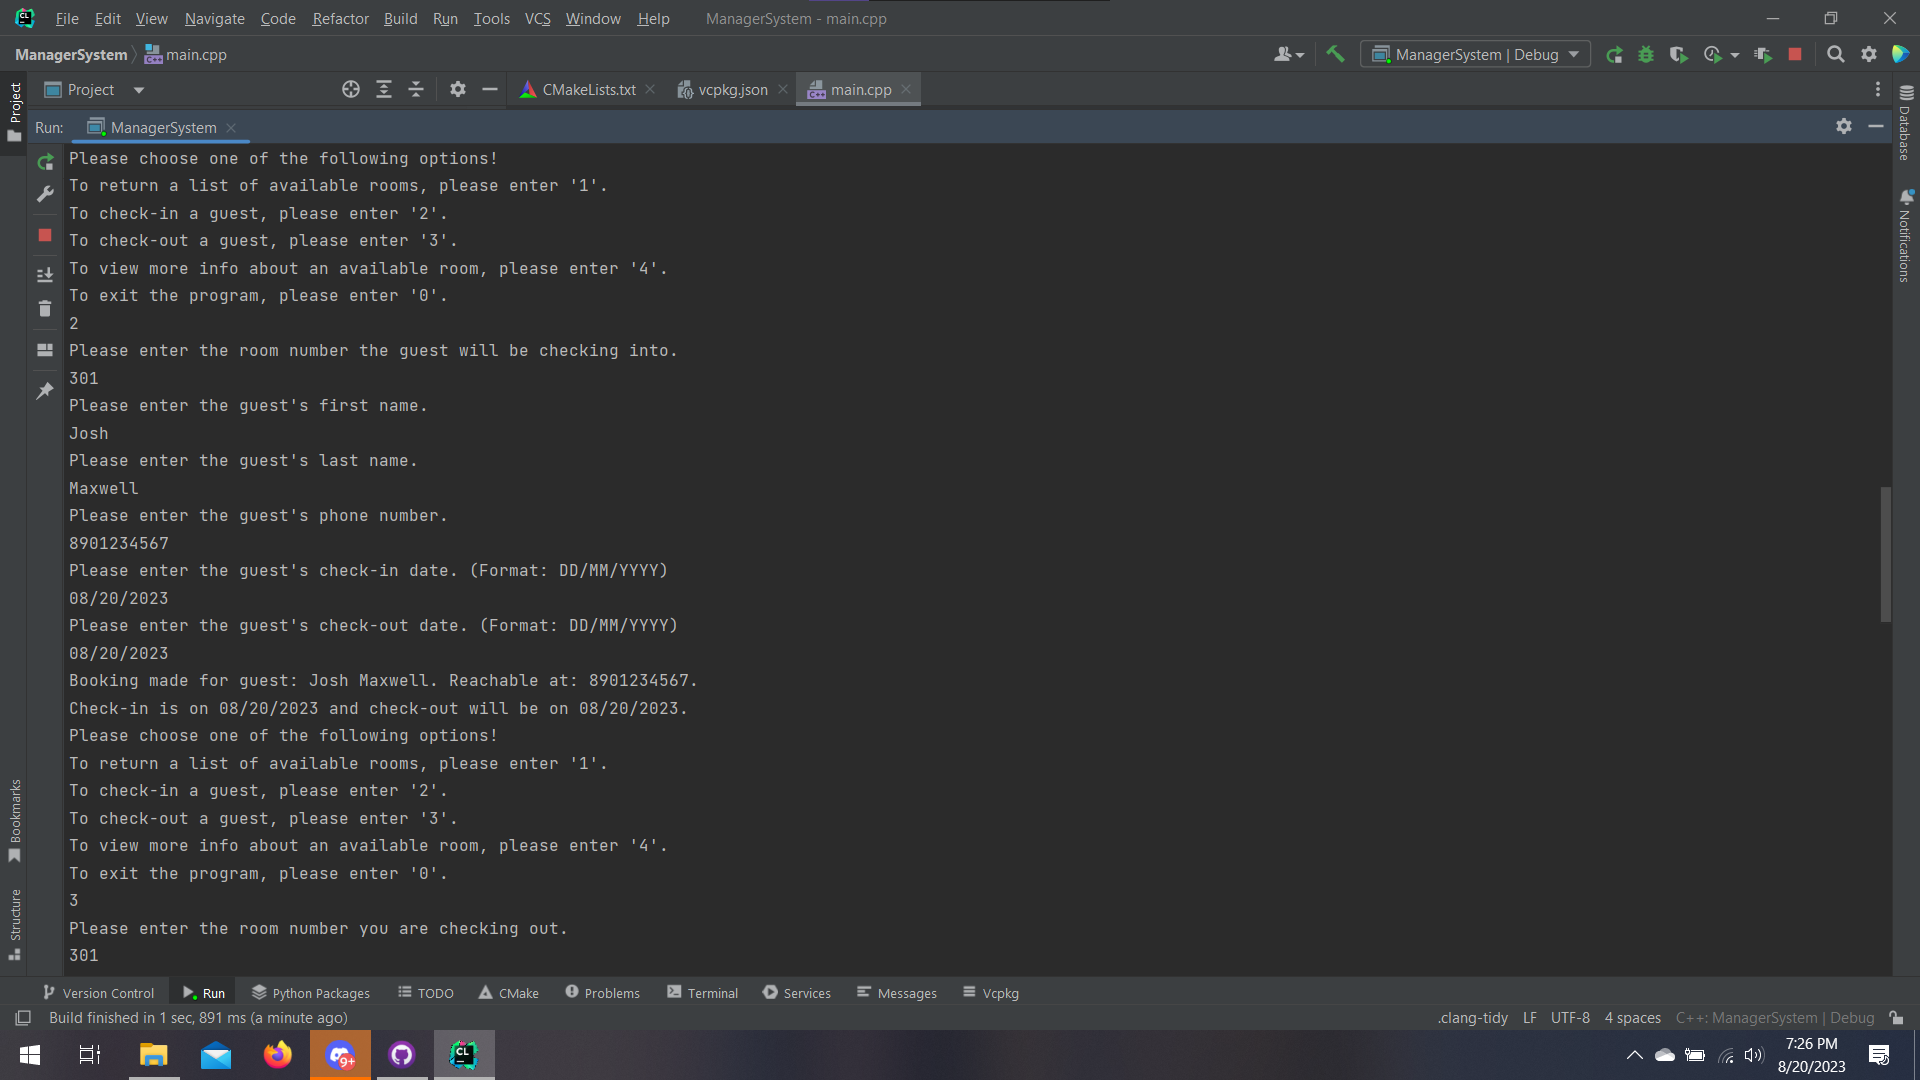 File Edit View Navigate Code Refactor Build Run Tools VCS Window Help ManagerSystem - main.cpp
ManagerSystem main.cpp ManagerSystem | Debug
Project CMakeLists.txt vcpkg.json main.cpp
Run: ManagerSystem
Project
Database
Notifications
Please choose one of the following options!
To return a list of available rooms, please enter '1'.
To check-in a guest, please enter '2'.
To check-out a guest, please enter '3'.
To view more info about an available room, please enter '4'.
To exit the program, please enter '0'.
2
Please enter the room number the guest will be checking into.
301
Please enter the guest's first name.
Josh
Please enter the guest's last name.
Maxwell
Please enter the guest's phone number.
8901234567
Please enter the guest's check-in date. (Format: DD/MM/YYYY)
08/20/2023
Please enter the guest's check-out date. (Format: DD/MM/YYYY)
08/20/2023
Booking made for guest: Josh Maxwell. Reachable at: 8901234567.
Check-in is on 08/20/2023 and check-out will be on 08/20/2023.
Please choose one of the following options!
To return a list of available rooms, please enter '1'.
To check-in a guest, please enter '2'.
To check-out a guest, please enter '3'.
To view more info about an available room, please enter '4'.
To exit the program, please enter '0'.
3
Please enter the room number you are checking out.
301
Bookmarks
Structure
Version Control Run Python Packages TODO CMake Problems Terminal Services Messages Vcpkg
Build finished in 1 sec, 891 ms (a minute ago) .clang-tidy LF UTF-8 4 spaces C++: ManagerSystem | Debug
CL
9+
7:26 PM
8/20/2023